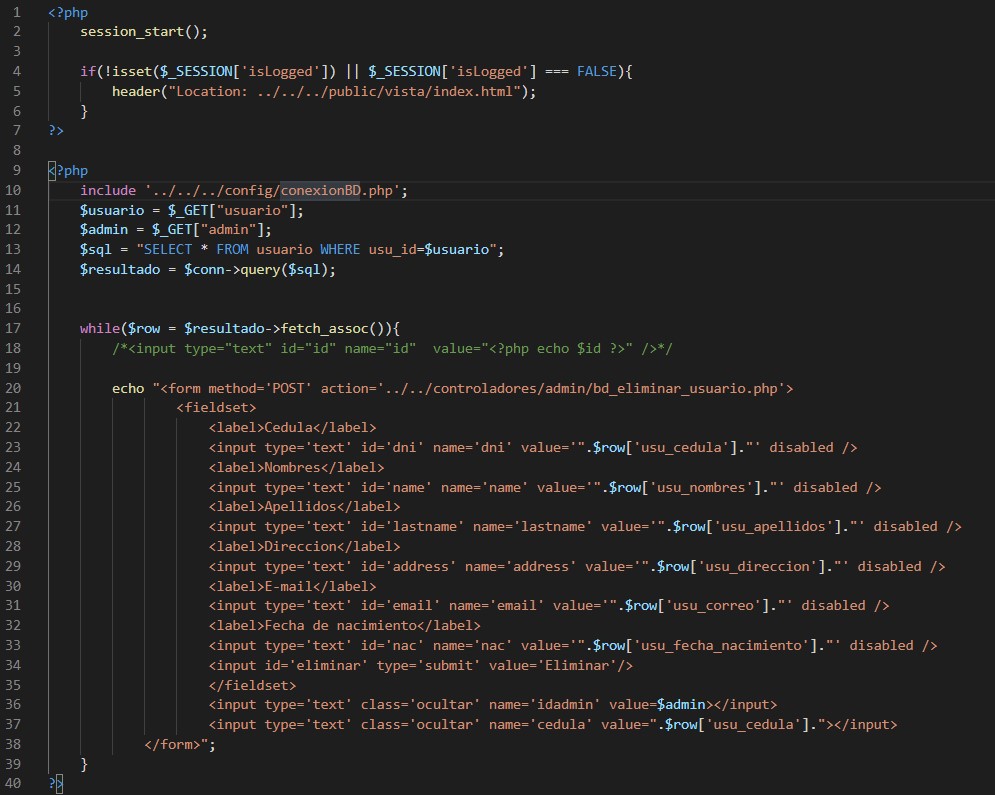 1 <?php
2 session_start();
3
4 if(!isset($_SESSION['isLogged']) || $_SESSION['isLogged'] === FALSE){
5 header("Location: ../../../public/vista/index.html");
6 }
7 ?>
8
9 <?php
10 include '../../../config/conexionBD.php';
11 $usuario = $_GET["usuario"];
12 $admin = $_GET["admin"];
13 $sql = "SELECT * FROM usuario WHERE usu_id=$usuario";
14 $resultado = $conn->query($sql);
15
16
17 while($row = $resultado->fetch_assoc()){
18 /*<input type="text" id="id" name="id"  value="<?php echo $id ?>" />*/
19
20 echo "<form method='POST' action='../../controladores/admin/bd_eliminar_usuario.php'>
21 <fieldset>
22 <label>Cedula</label>
23 <input type='text' id='dni' name='dni' value='".$row['usu_cedula']."' disabled />
24 <label>Nombres</label>
25 <input type='text' id='name' name='name' value='".$row['usu_nombres']."' disabled />
26 <label>Apellidos</label>
27 <input type='text' id='lastname' name='lastname' value='".$row['usu_apellidos']."' disabled />
28 <label>Direccion</label>
29 <input type='text' id='address' name='address' value='".$row['usu_direccion']."' disabled />
30 <label>E-mail</label>
31 <input type='text' id='email' name='email' value='".$row['usu_correo']."' disabled />
32 <label>Fecha de nacimiento</label>
33 <input type='text' id='nac' name='nac' value='".$row['usu_fecha_nacimiento']."' disabled />
34 <input id='eliminar' type='submit' value='Eliminar'/>
35 </fieldset>
36 <input type='text' class='ocultar' name='idadmin' value=$admin></input>
37 <input type='text' class='ocultar' name='cedula' value=".$row['usu_cedula']."></input>
38 </form>";
39 }
40 ?>